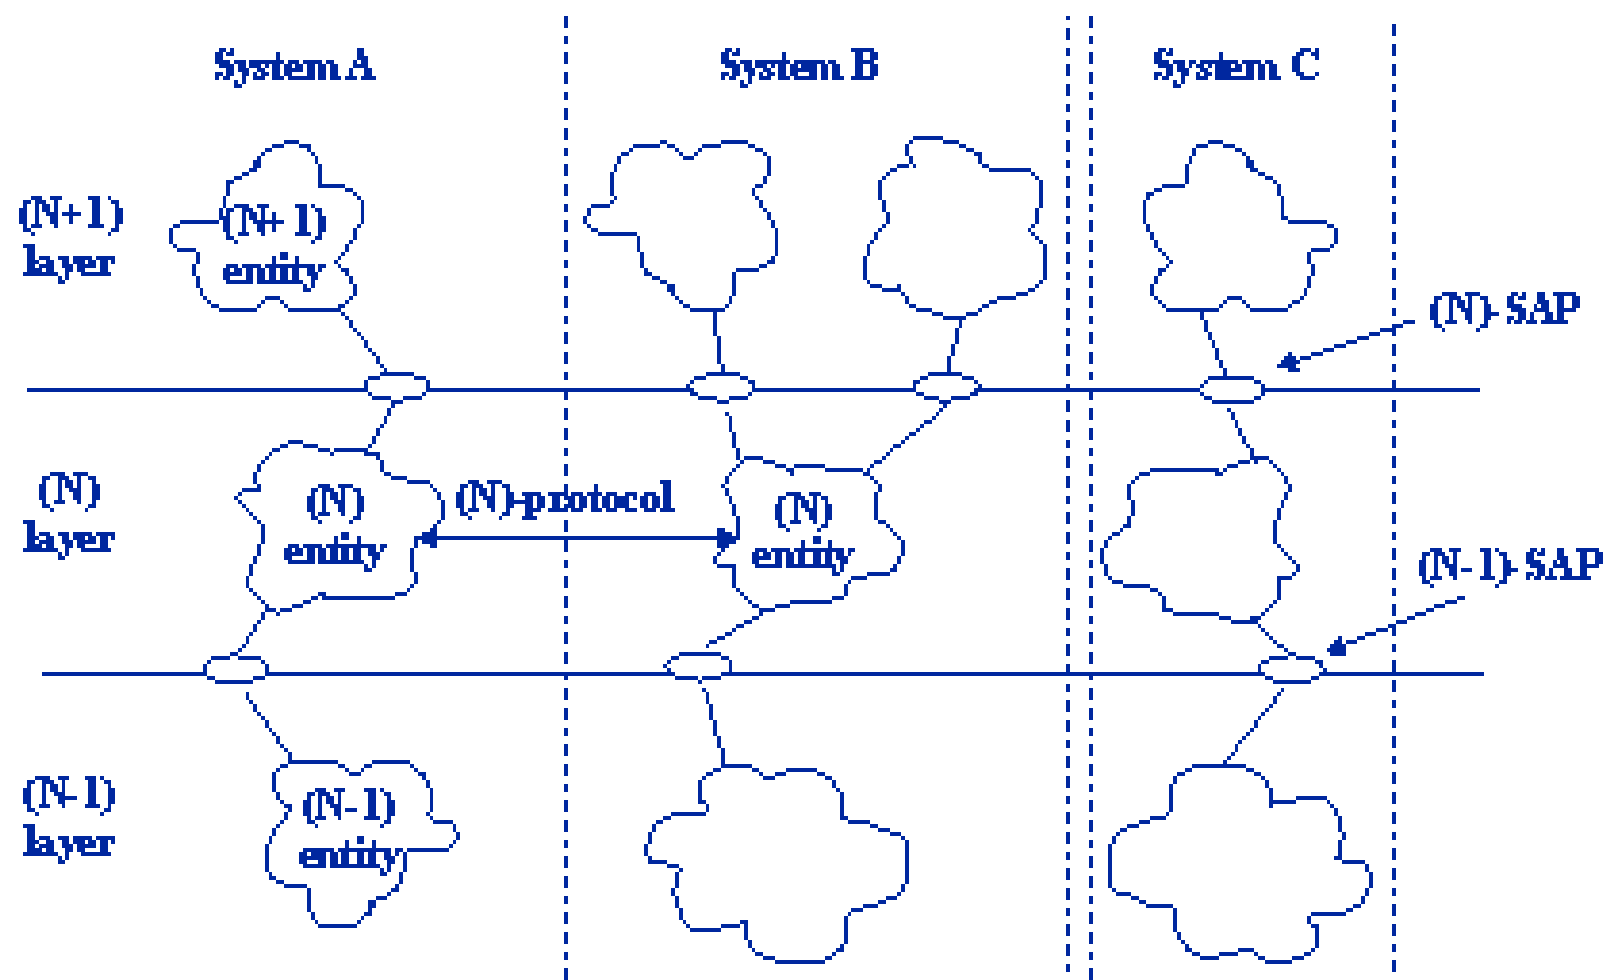 System A
System B
System C
(N+1)
layer
(N+1)
entity
(N)-SAP
(N)
layer
(N)
entity
(N)-protocol
(N)
entity
(N-1)-SAP
(N-1)
layer
(N-1)
entity